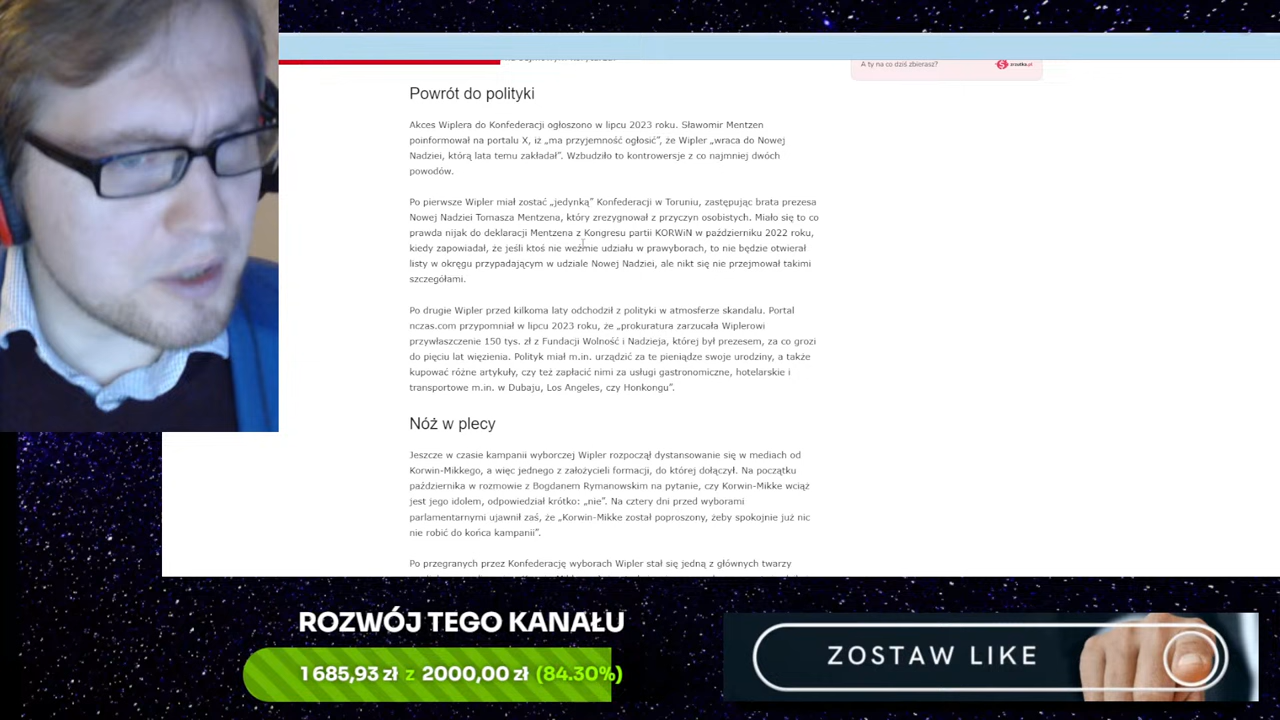 A ty na co dziś zbierasz?
zrzutka.pl
Powrót do polityki
Akces Wiplera do Konfederacji ogłoszono w lipcu 2023 roku. Sławomir Mentzen
poinformował na portalu X, iż „ma przyjemność ogłosić”, że Wipler „wraca do Nowej
Nadziei, którą lata temu zakładał”. Wzbudziło to kontrowersje z co najmniej dwóch
powodów.
Po pierwsze Wipler miał zostać „jedynką” Konfederacji w Toruniu, zastępując brata prezesa
Nowej Nadziei Tomasza Mentzena, który zrezygnował z przyczyn osobistych. Miało się to co
prawda nijak do deklaracji Mentzena z Kongresu partii KORWiN w październiku 2022 roku,
kiedy zapowiadał, że jeśli ktoś nie weźmie udziału w prawyborach, to nie będzie otwierał
listy w okręgu przypadającym w udziale Nowej Nadziei, ale nikt się nie przejmował takimi
szczegółami.
Po drugie Wipler przed kilkoma laty odchodził z polityki w atmosferze skandalu. Portal
nczas.com przypomniał w lipcu 2023 roku, że „prokuratura zarzucała Wiplerowi
przywłaszczenie 150 tys. zł z Fundacji Wolność i Nadzieja, której był prezesem, za co grozi
do pięciu lat więzienia. Polityk miał m.in. urządzić za te pieniądze swoje urodziny, a także
kupować różne artykuły, czy też zapłacić nimi za usługi gastronomiczne, hotelarskie i
transportowe m.in. w Dubaju, Los Angeles, czy Honkongu”.
Nóż w plecy
Jeszcze w czasie kampanii wyborczej Wipler rozpoczął dystansowanie się w mediach od
Korwin-Mikkego, a więc jednego z założycieli formacji, do której dołączył. Na początku
października w rozmowie z Bogdanem Rymanowskim na pytanie, czy Korwin-Mikke wciąż
jest jego idolem, odpowiedział krótko: „nie”. Na cztery dni przed wyborami
parlamentarnymi ujawnił zaś, że „Korwin-Mikke został poproszony, żeby spokojnie już nic
nie robić do końca kampanii”.
Po przegranych przez Konfederację wyborach Wipler stał się jedną z głównych twarzy
ROZWÓJ TEGO KANAŁU
1 685,93 zł z 2000,00 zł (84.30%)
ZOSTAW LIKE